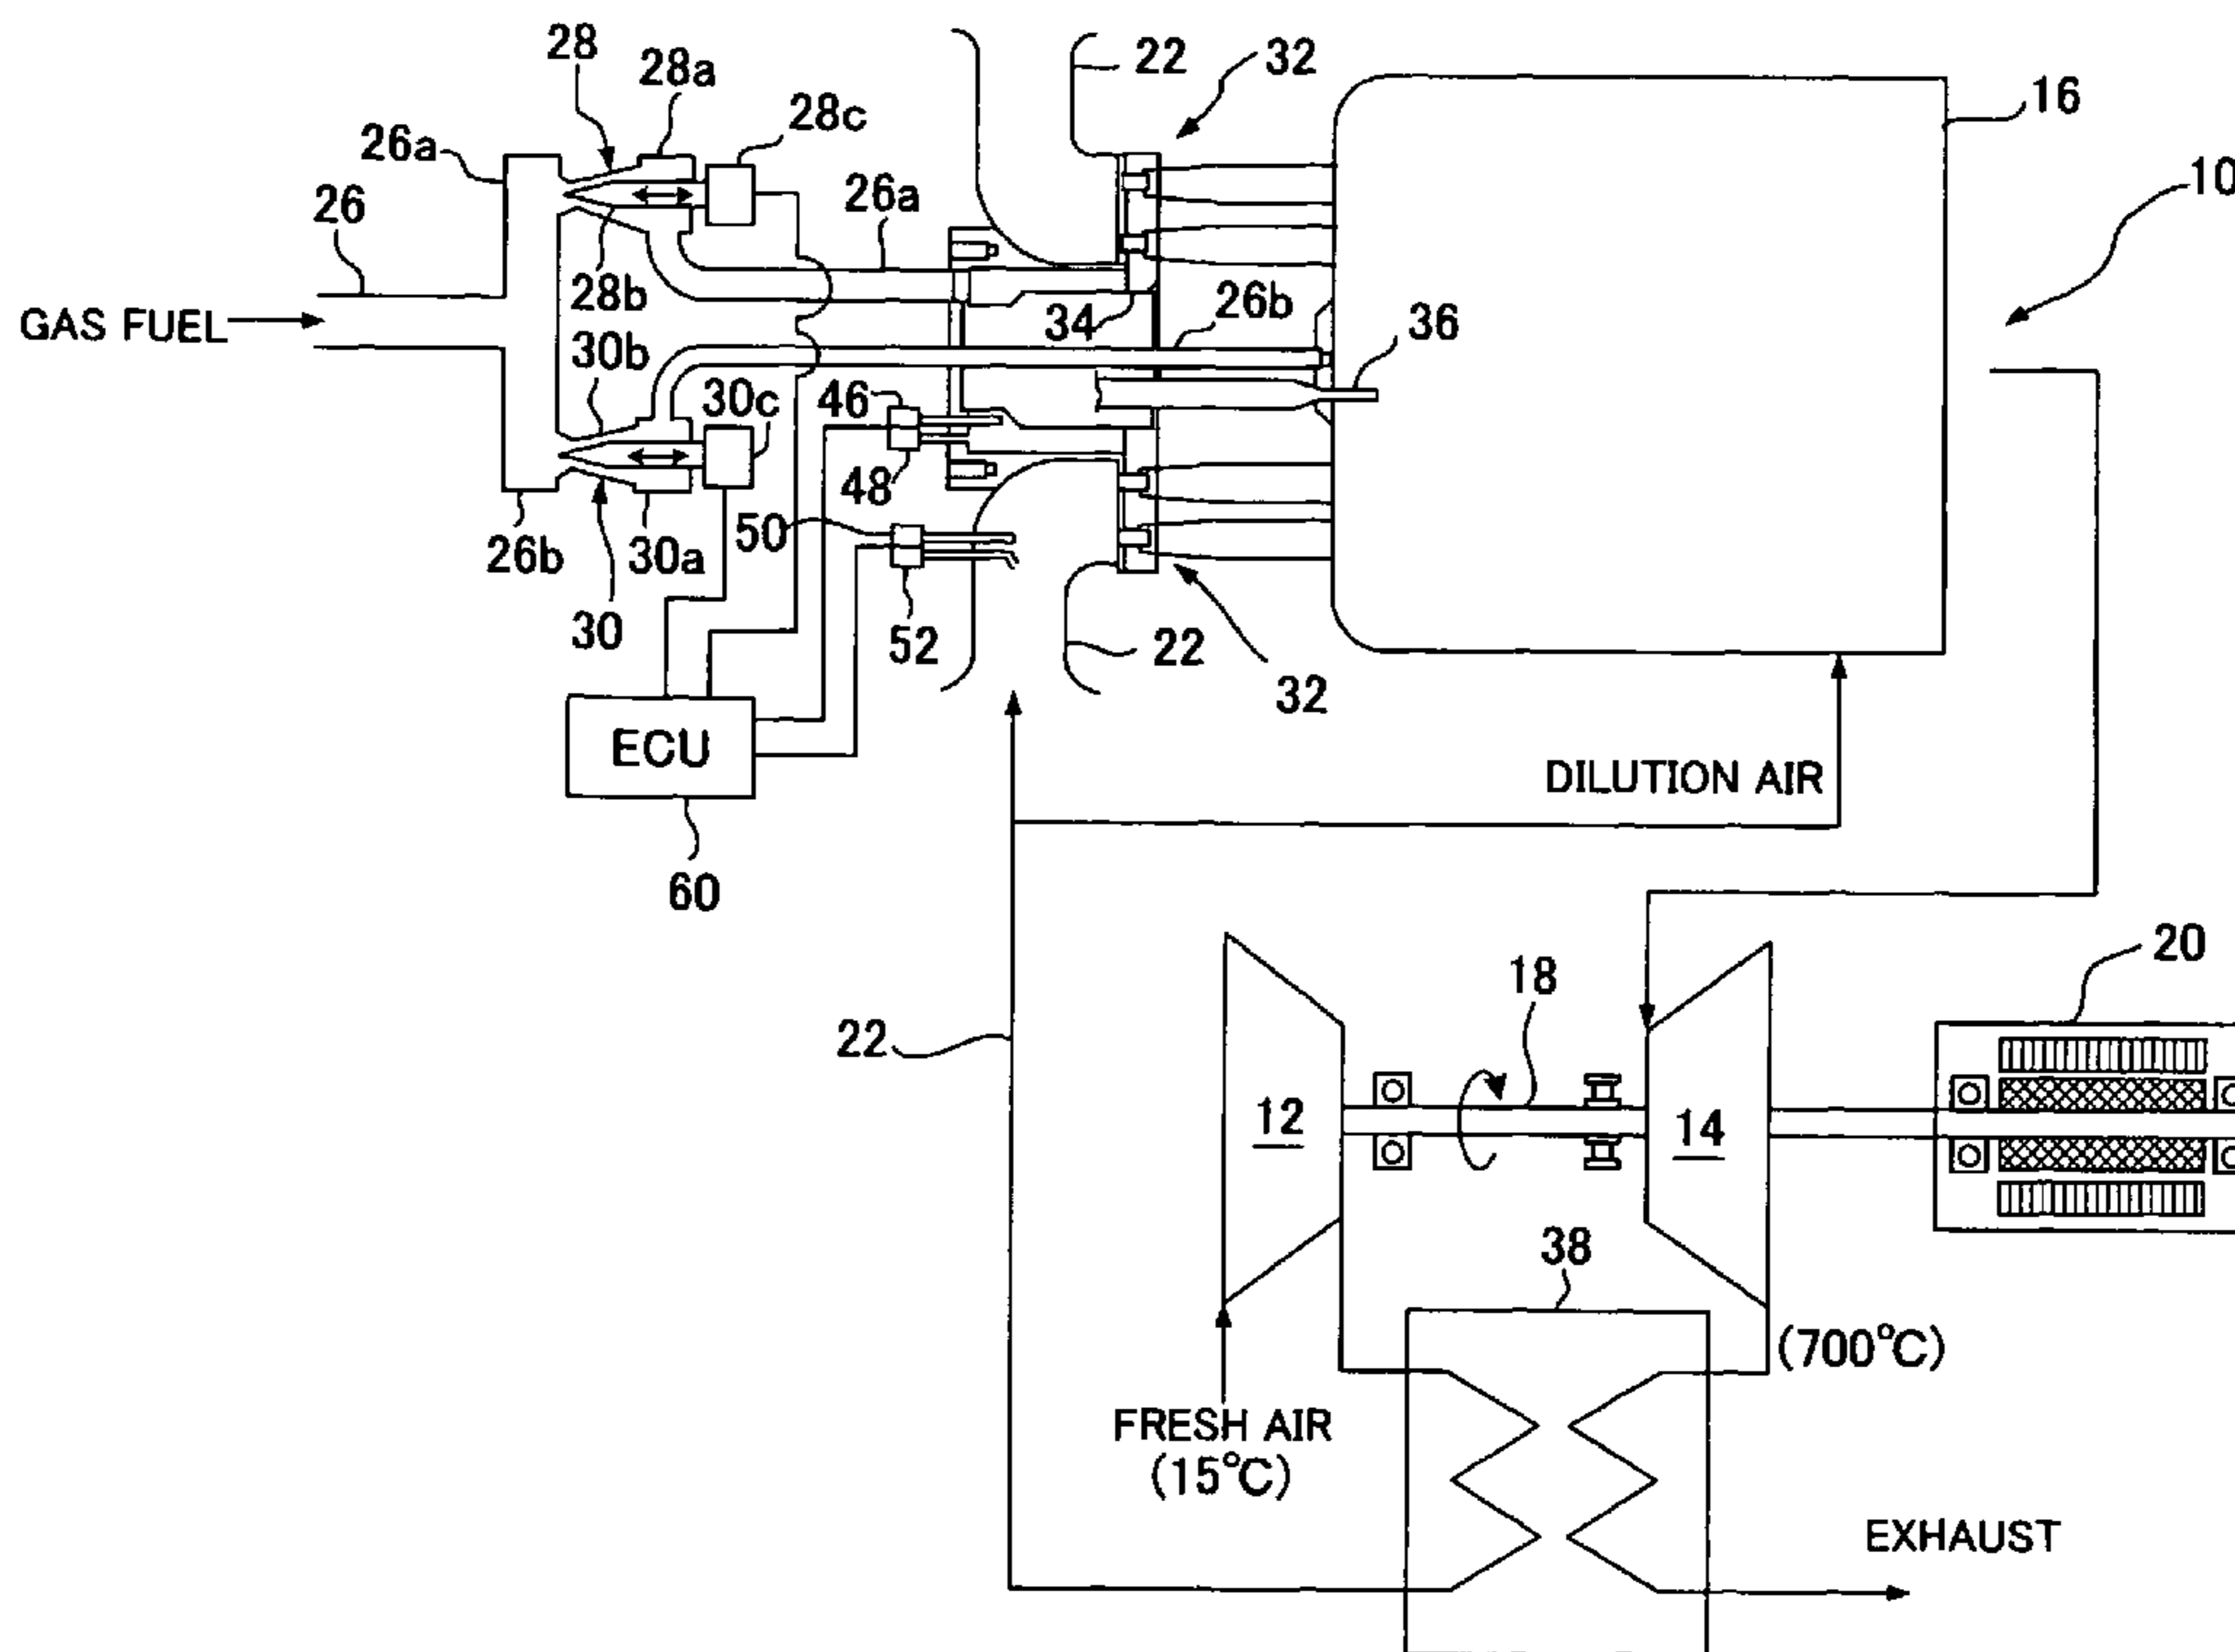 28
28a
22
32
28c
16
26a
10
26
26a
28b
26b
GAS FUEL
34
36
30b
46
30c
48
50
26b
30a
30
52
22
32
ECU
DILUTION AIR
60
20
18
22
12
14
38
(700°C)
FRESH AIR
(15°C)
EXHAUST